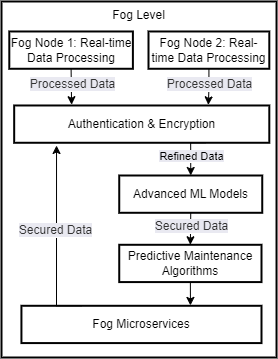 Fog Level
Fog Node 1: Real-time
Data Processing
Fog Node 2: Real-
time Data Processing
Processed Data
Processed Data
Authentication & Encryption
Refined Data
Advanced ML Models
Secured Data
Secured Data
Predictive Maintenance
Algorithms
Fog Microservices